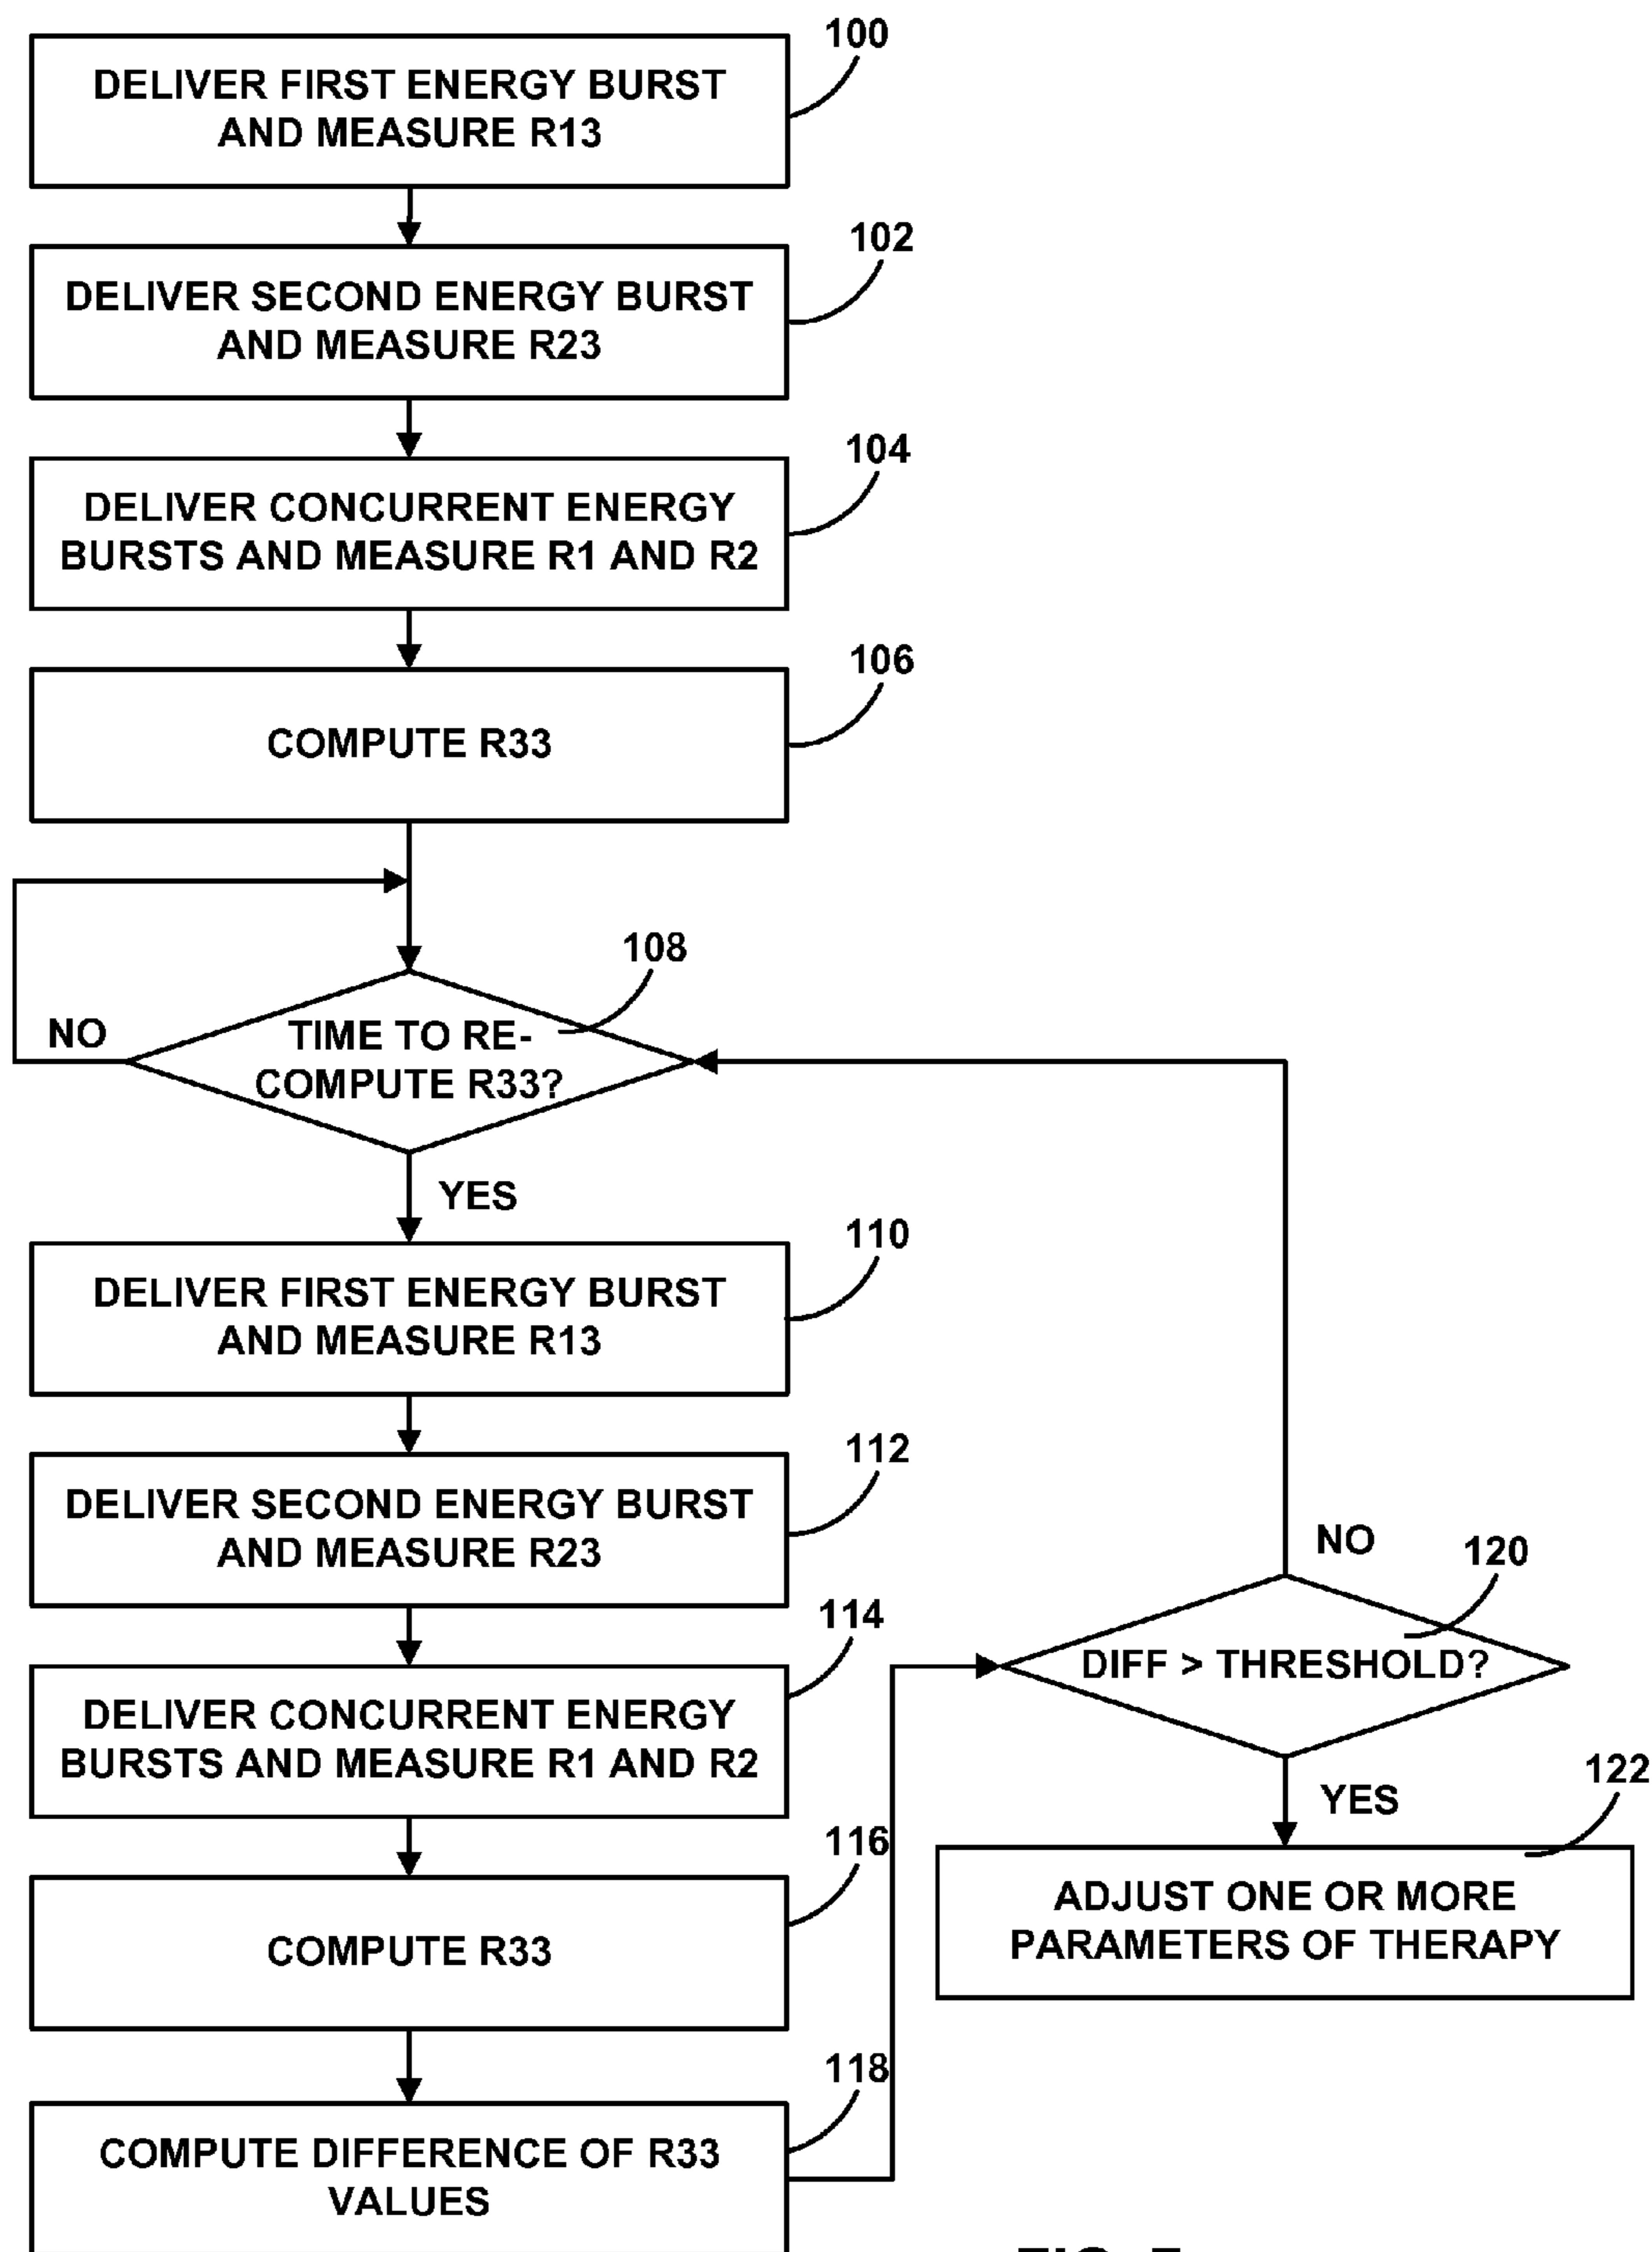 100
DELIVER FIRST ENERGY BURST
AND MEASURE R13
102
DELIVER SECOND ENERGY BURST
AND MEASURE R23
104
DELIVER CONCURRENT ENERGY
BURSTS AND MEASURE R1 AND R2
106
COMPUTE R33
108
NO
TIME TO RE-
COMPUTE R33?
YES
110
DELIVER FIRST ENERGY BURST
AND MEASURE R13
112
DELIVER SECOND ENERGY BURST
AND MEASURE R23
114
DELIVER CONCURRENT ENERGY
BURSTS AND MEASURE R1 AND R2
116
COMPUTE R33
118
COMPUTE DIFFERENCE OF R33
VALUES
NO
120
DIFF > THRESHOLD?
YES
122
ADJUST ONE OR MORE
PARAMETERS OF THERAPY